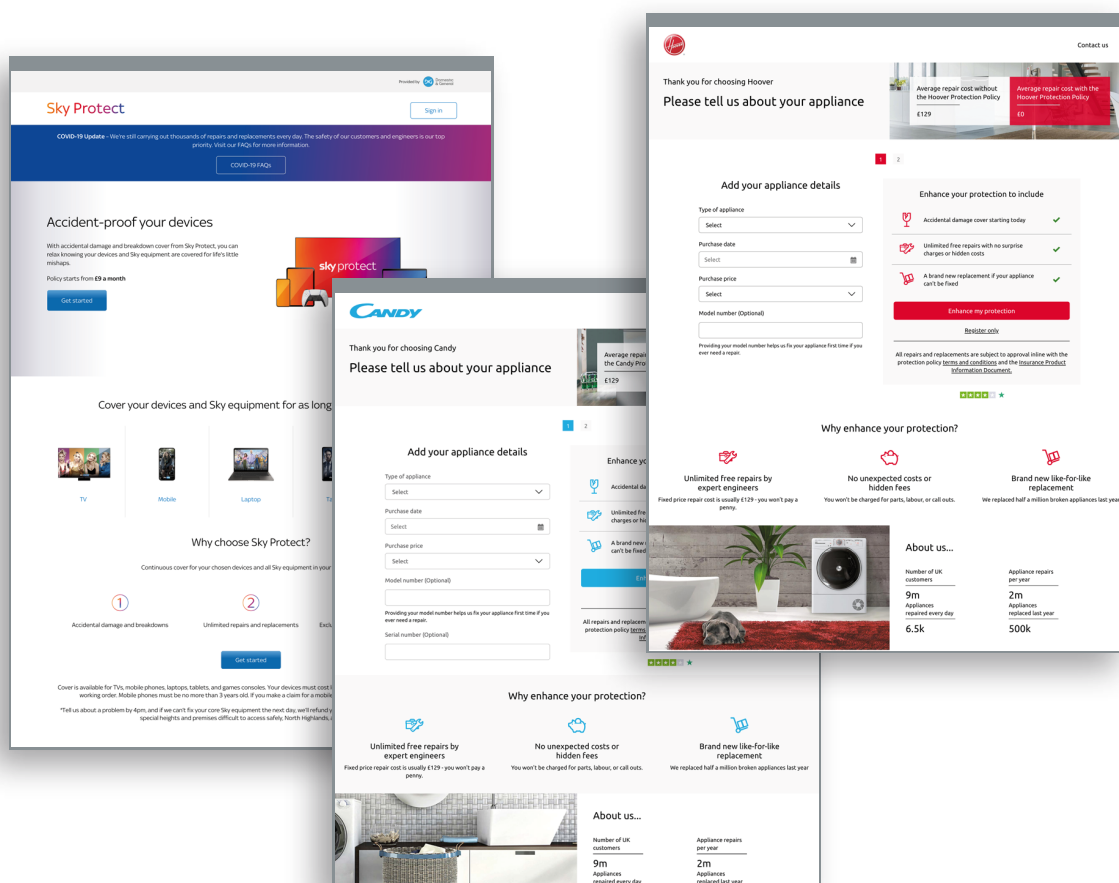 Provided by
Domestic
& General
Sky Protect
Sign in
COVID-19 Update - We're still carrying out thousands of repairs and replacements every day. The safety of our customers and engineers is our top
priority. Visit our FAQs for more information.
COVID-19 FAQs
Accident-proof your devices
With accidental damage and breakdown cover from Sky Protect, you can
relax knowing your devices and Sky equipment are covered for life's little
mishaps.
Policy starts from £9 a month
Get started
sky protect
Cover your devices and Sky equipment for as long
TV
Mobile
Laptop
Why choose Sky Protect?
Continuous cover for your chosen devices and all Sky equipment in your
1
2
Accidental damage and breakdowns
Unlimited repairs and replacements
Get started
Cover is available for TVs, mobile phones, laptops, tablets, and games consoles. Your devices must cost
working order. Mobile phones must be no more than 3 years old. If you make a claim for a mobile
*Tell us about a problem by 4pm, and if we can't fix your core Sky equipment the next day, we'll refund
special heights and premises difficult to access safely, North Highlands,
CANDY
Thank you for choosing Candy
Please tell us about your appliance
Average repair
the Candy
£129
1
2
Add your appliance details
Type of appliance
Select
Purchase date
Select
Purchase price
Select
Model number (Optional)
Providing your model number helps us fix your appliance first time if you
ever need a repair.
Serial number (Optional)
Enhance
Accidental
Unlimited
charges or
A brand new
can't be fixed
All repairs and
protection policy terms
Why enhance your protection?
Unlimited free repairs by
expert engineers
Fixed price repair cost is usually £129 - you won't pay a
penny.
No unexpected costs or
hidden fees
You won't be charged for parts, labour, or call outs.
Brand new like-for-like
replacement
We replaced half a million broken appliances last year
About us...
Number of UK
customers
9m
Appliances
repaired every day
Appliance repairs
per year
2m
Appliances
replaced last year
Hoover
Contact us
Thank you for choosing Hoover
Please tell us about your appliance
Average repair cost without
the Hoover Protection Policy
£129
Average repair cost with the
Hoover Protection Policy
£0
1
2
Add your appliance details
Type of appliance
Select
Purchase date
Select
Purchase price
Select
Model number (Optional)
Providing your model number helps us fix your appliance first time if you
ever need a repair.
Enhance your protection to include
Accidental damage cover starting today
Unlimited free repairs with no surprise
charges or hidden costs
A brand new replacement if your appliance
can't be fixed
Enhance my protection
Register only
All repairs and replacements are subject to approval inline with the
protection policy terms and conditions and the Insurance Product
Information Document.
Why enhance your protection?
Unlimited free repairs by
expert engineers
Fixed price repair cost is usually £129 - you won't pay a
penny.
No unexpected costs or
hidden fees
You won't be charged for parts, labour, or call outs.
Brand new like-for-like
replacement
We replaced half a million broken appliances last year
About us...
Number of UK
customers
9m
Appliances
repaired every day
6.5k
Appliance repairs
per year
2m
Appliances
replaced last year
500k